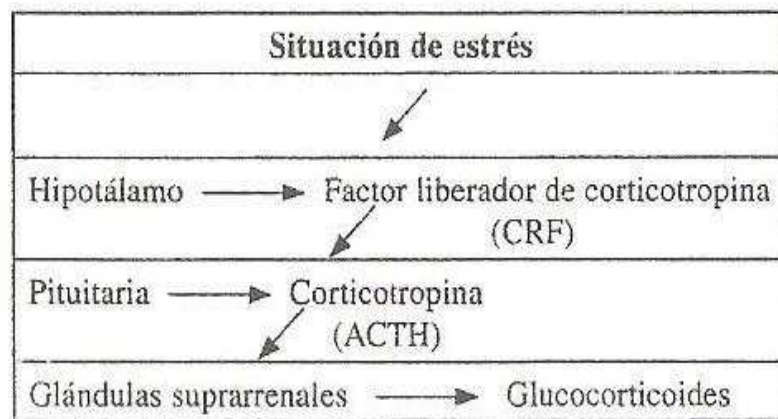 Situación de estrés
Hipotálamo Factor liberador de corticotropina
(CRF)
Pituitaria Corticotropina
(ACTH)
Glándulas suprarrenales Glucocorticoides